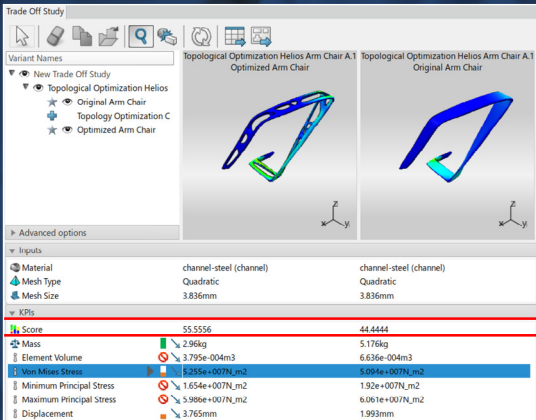 Trade Off Study
Variant Names
New Trade Off Study
Topological Optimization Helios
Original Arm Chair
Topology Optimization C
Optimized Arm Chair
Advanced options
Topological Optimization Helios Arm Chair A.1
Optimized Arm Chair
Topological Optimization Helios Arm Chair A.1
Original Arm Chair
z
x
y
z
x
y
Inputs
Material channel-steel (channel) channel-steel (channel)
Mesh Type Quadratic Quadratic
Mesh Size 3.836mm 3.836mm
KPIs
Score 55.5556 44.4444
Mass 2.96kg 5.176kg
Element Volume 3.795e-004m3 6.636e-004m3
Von Mises Stress 5.255e+007N_m2 5.094e+007N_m2
Minimum Principal Stress 1.654e+007N_m2 1.92e+007N_m2
Maximum Principal Stress 5.986e+007N_m2 6.061e+007N_m2
Displacement 3.765mm 1.993mm